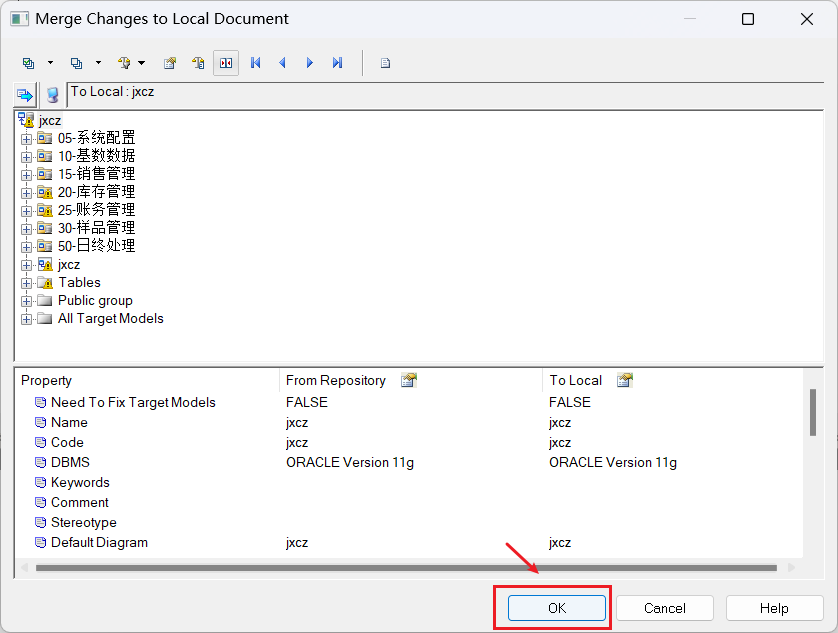 Merge Changes to Local Document
To Local : jxcz
jxcz
05-系统配置
10-基数数据
15-销售管理
20-库存管理
25-账务管理
30-样品管理
50-日终处理
jxcz
Tables
Public group
All Target Models
Property From Repository To Local
Need To Fix Target Models FALSE FALSE
Name jxcz jxcz
Code jxcz jxcz
DBMS ORACLE Version 11g ORACLE Version 11g
Keywords
Comment
Stereotype
Default Diagram jxcz jxcz
OK Cancel Help